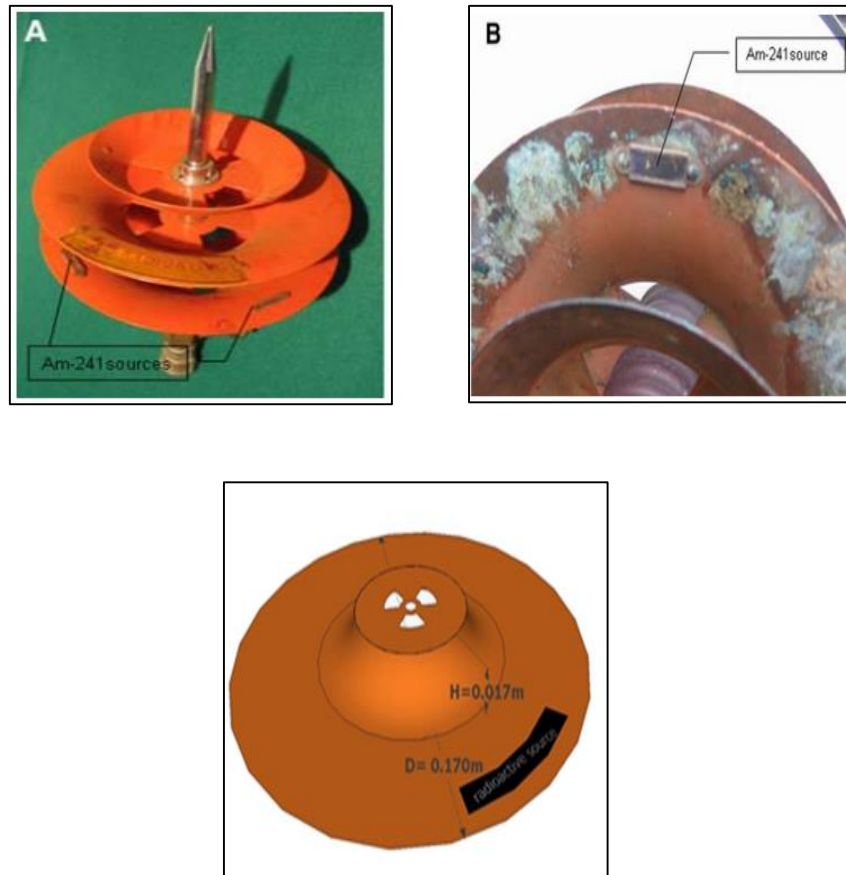 A
Am-241sources
B
Am-241source
H=0.017m
D= 0.170m
radioactive source